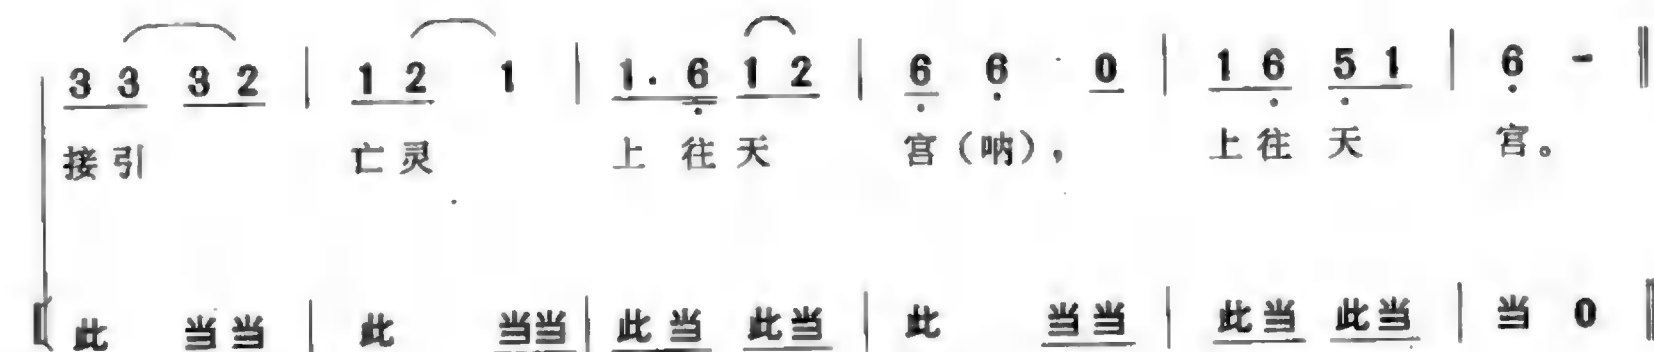 3 3 3 2 | 1 2 1 | 1. 6 1 2 | 6 6 0 | 1 6 5 1 | 6 - ‖
接引 亡灵 上往天 宫（呐）， 上往天 宫。
此 当当 | 此 当当 | 此当 此当 | 此 当当 | 此当 此当 | 当 0 ‖